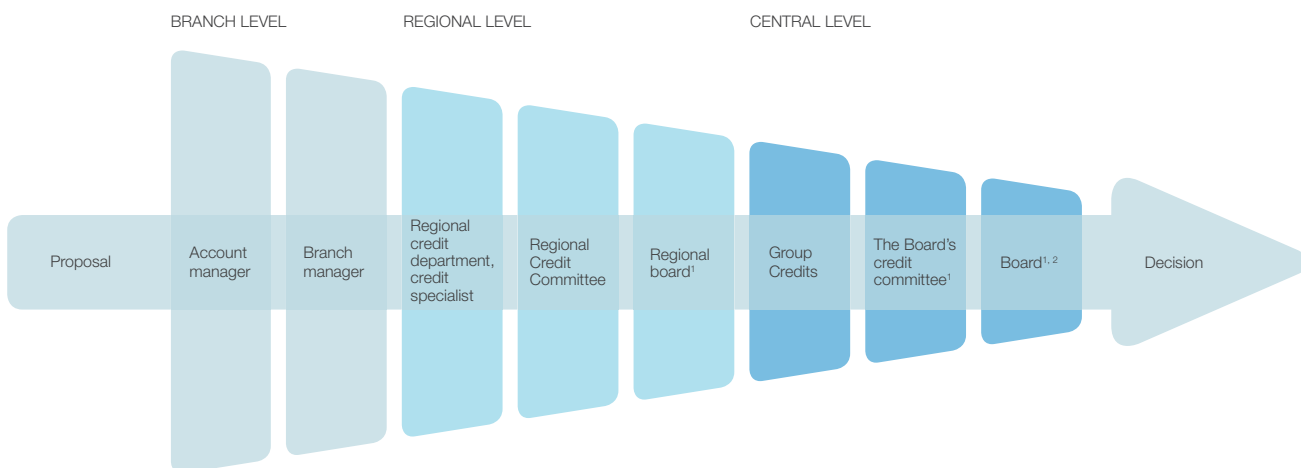 BRANCH LEVEL
REGIONAL LEVEL
CENTRAL LEVEL
Proposal
Account
manager
Branch
manager
Regional
credit
department,
credit
specialist
Regional
Credit
Committee
Regional
board¹
Group
Credits
The Board’s
credit
committee¹
Board¹˒ ²
Decision